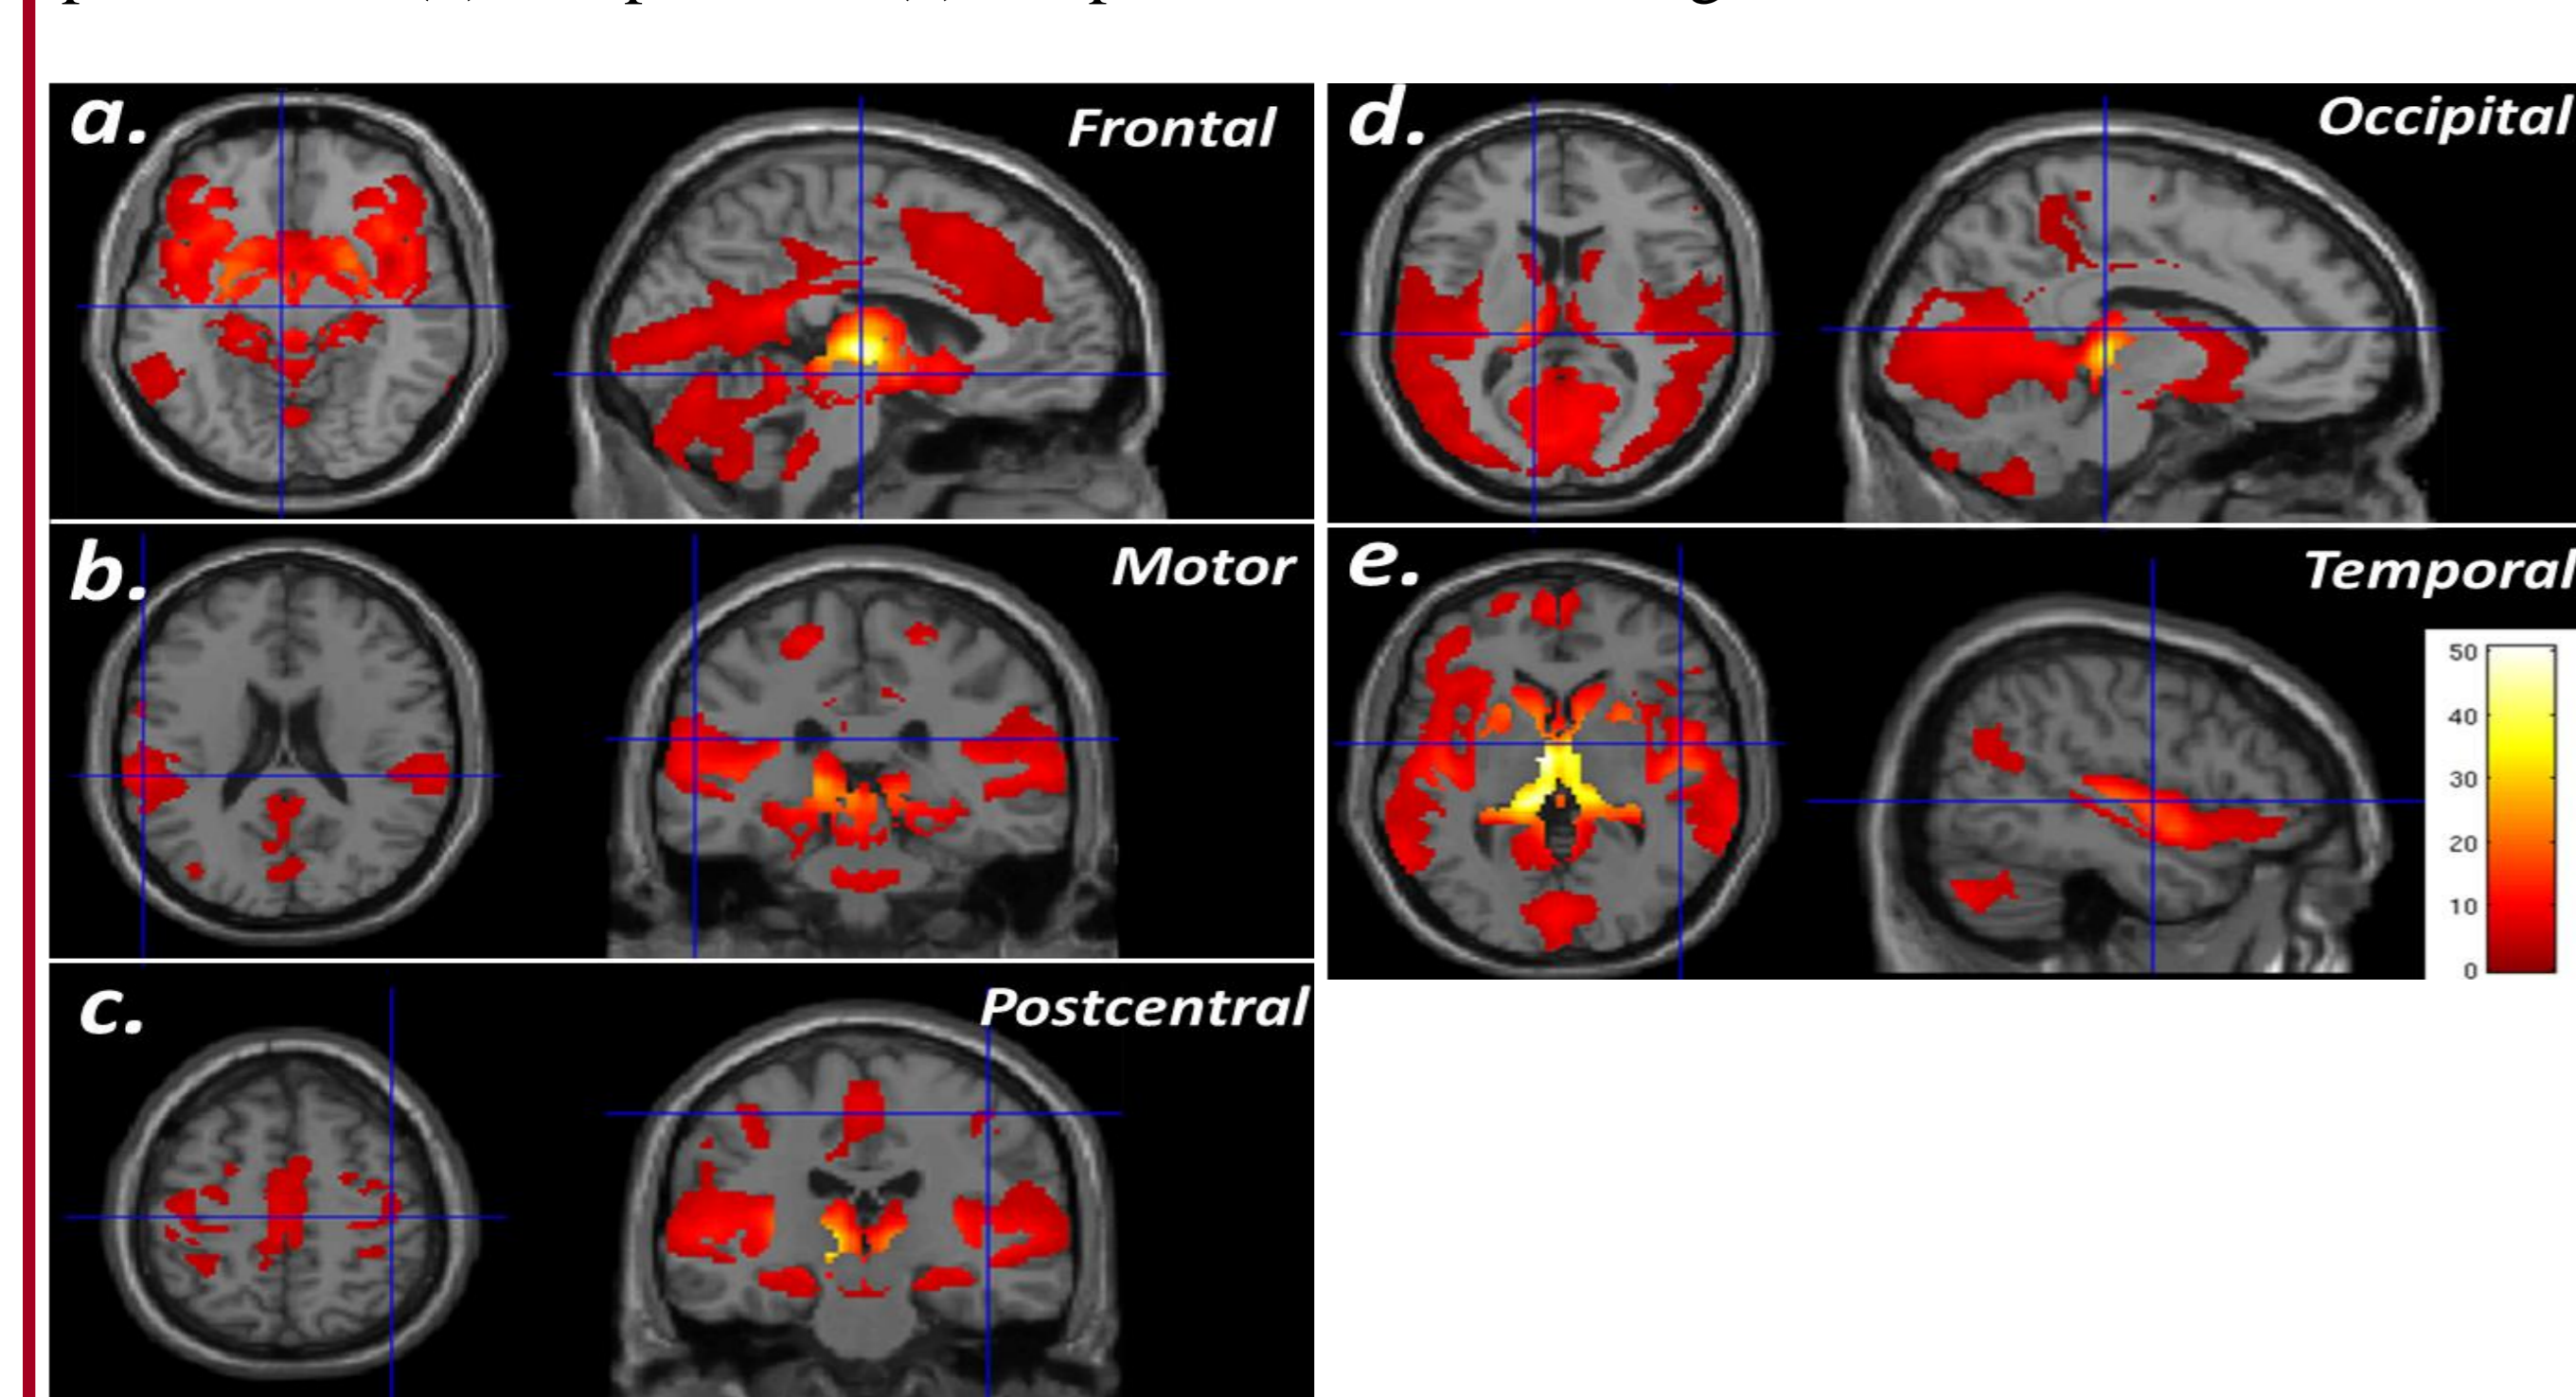 a.
Frontal
b.
Motor
c.
Postcentral
d.
Occipital
e.
Temporal
50
40
30
20
10
0